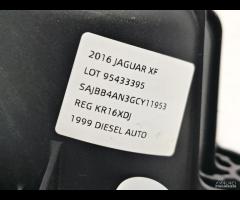 2016 JAGUAR XF
LOT 95433395
SAJBB4AN3GCY11953
REG KR16XDJ
1999 DIESEL AUTO